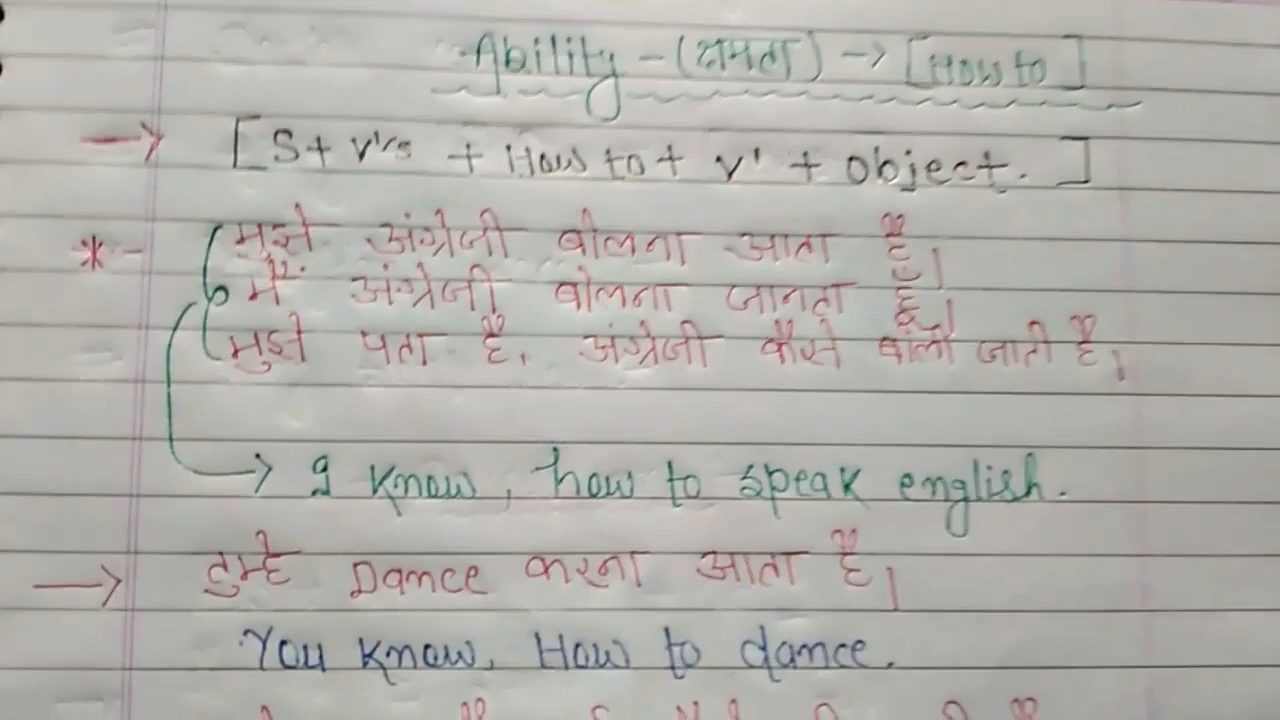 Ability - (क्षमता) → [How to]
→ [S + V'/s + How to + V' + Object.]
* - मुझे अंग्रेजी बोलना आता है।
मैं अंग्रेजी बोलना जानता हूँ।
मुझे पता है, अंग्रेजी कैसे बोली जाती है।
→ I know, how to speak english.
→ तुम्हे Dance करना आता है।
You know, How to dance.